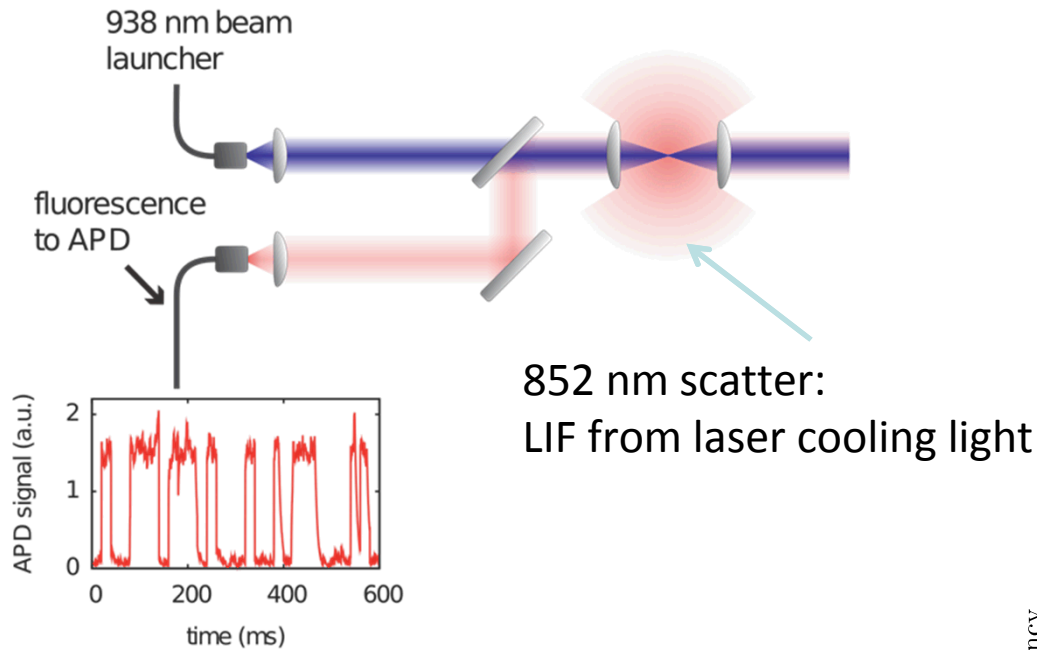 938 nm beam
launcher
fluorescence
to APD
852 nm scatter:
LIF from laser cooling light
APD signal (a.u.)
2
1
0
0 200 400 600
time (ms)